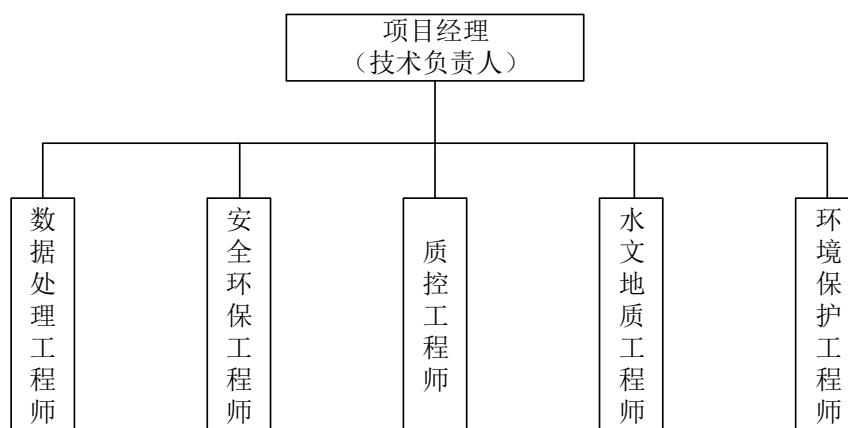 项目经理
（技术负责人）
数据处理工程师
安全环保工程师
质控工程师
水文地质工程师
环境保护工程师